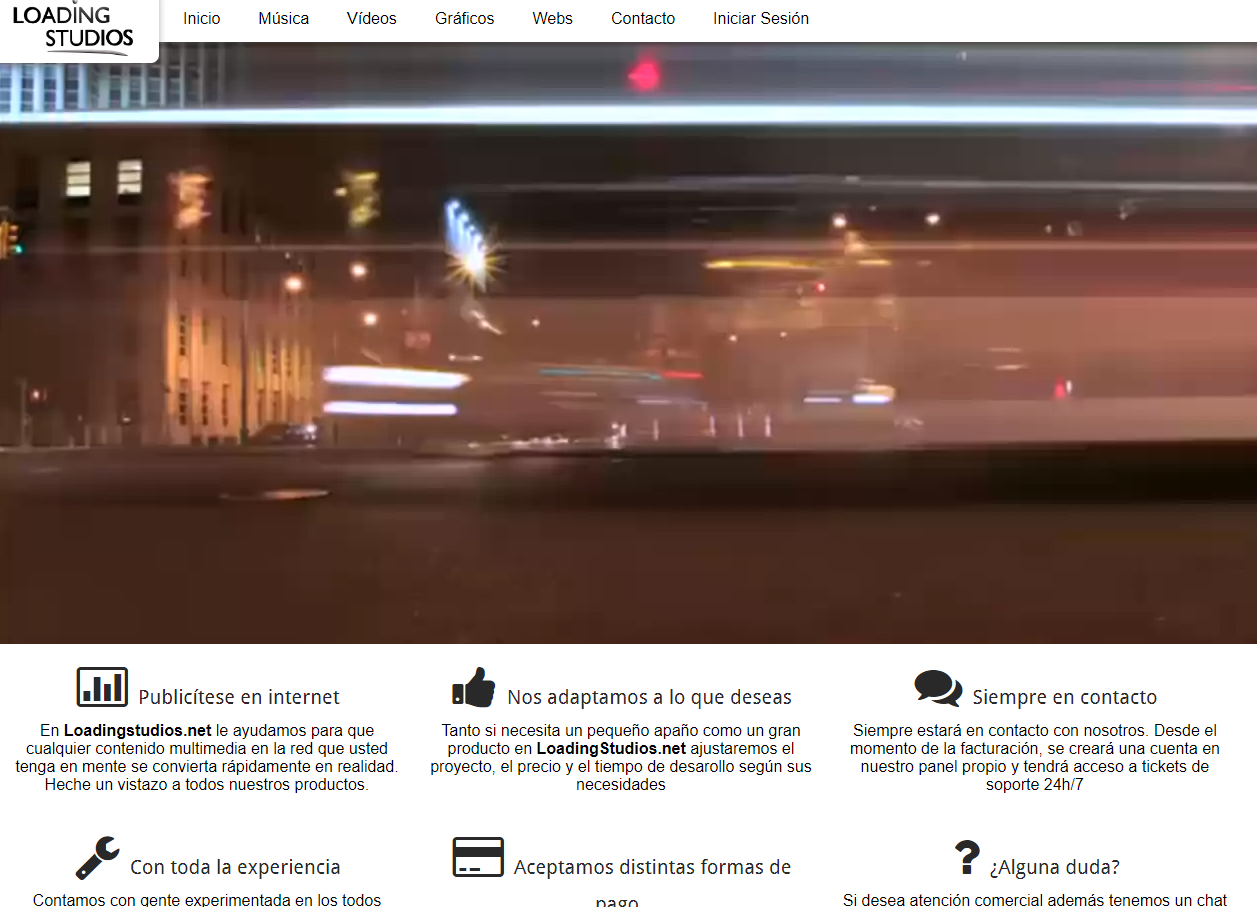 LOADING
STUDIOS
Inicio Música Vídeos Gráficos Webs Contacto Iniciar Sesión
Publicítese en internet
En Loadingstudios.net le ayudamos para que
cualquier contenido multimedia en la red que usted
tenga en mente se convierta rápidamente en realidad.
Heche un vistazo a todos nuestros productos.
Nos adaptamos a lo que deseas
Tanto si necesita un pequeño apaño como un gran
producto en LoadingStudios.net ajustaremos el
proyecto, el precio y el tiempo de desarollo según sus
necesidades
Siempre en contacto
Siempre estará en contacto con nosotros. Desde el
momento de la facturación, se creará una cuenta en
nuestro panel propio y tendrá acceso a tickets de
soporte 24h/7
Con toda la experiencia
Contamos con gente experimentada en los todos
Aceptamos distintas formas de
pago
¿Alguna duda?
Si desea atención comercial además tenemos un chat